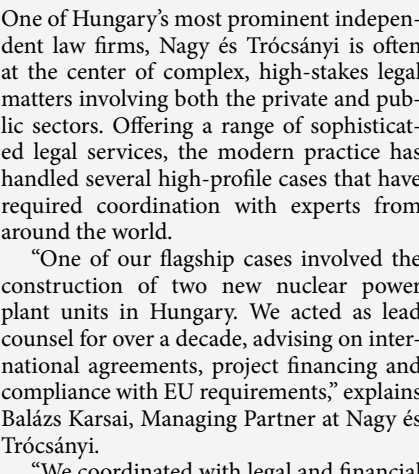 One of Hungary’s most prominent indepen-
dent law firms, Nagy és Trócsányi is often
at the center of complex, high-stakes legal
matters involving both the private and pub-
lic sectors. Offering a range of sophisticat-
ed legal services, the modern practice has
handled several high-profile cases that have
required coordination with experts from
around the world.
“One of our flagship cases involved the
construction of two new nuclear power
plant units in Hungary. We acted as lead
counsel for over a decade, advising on inter-
national agreements, project financing and
compliance with EU requirements,” explains
Balázs Karsai, Managing Partner at Nagy és
Trócsányi.
“We coordinated with legal and financial